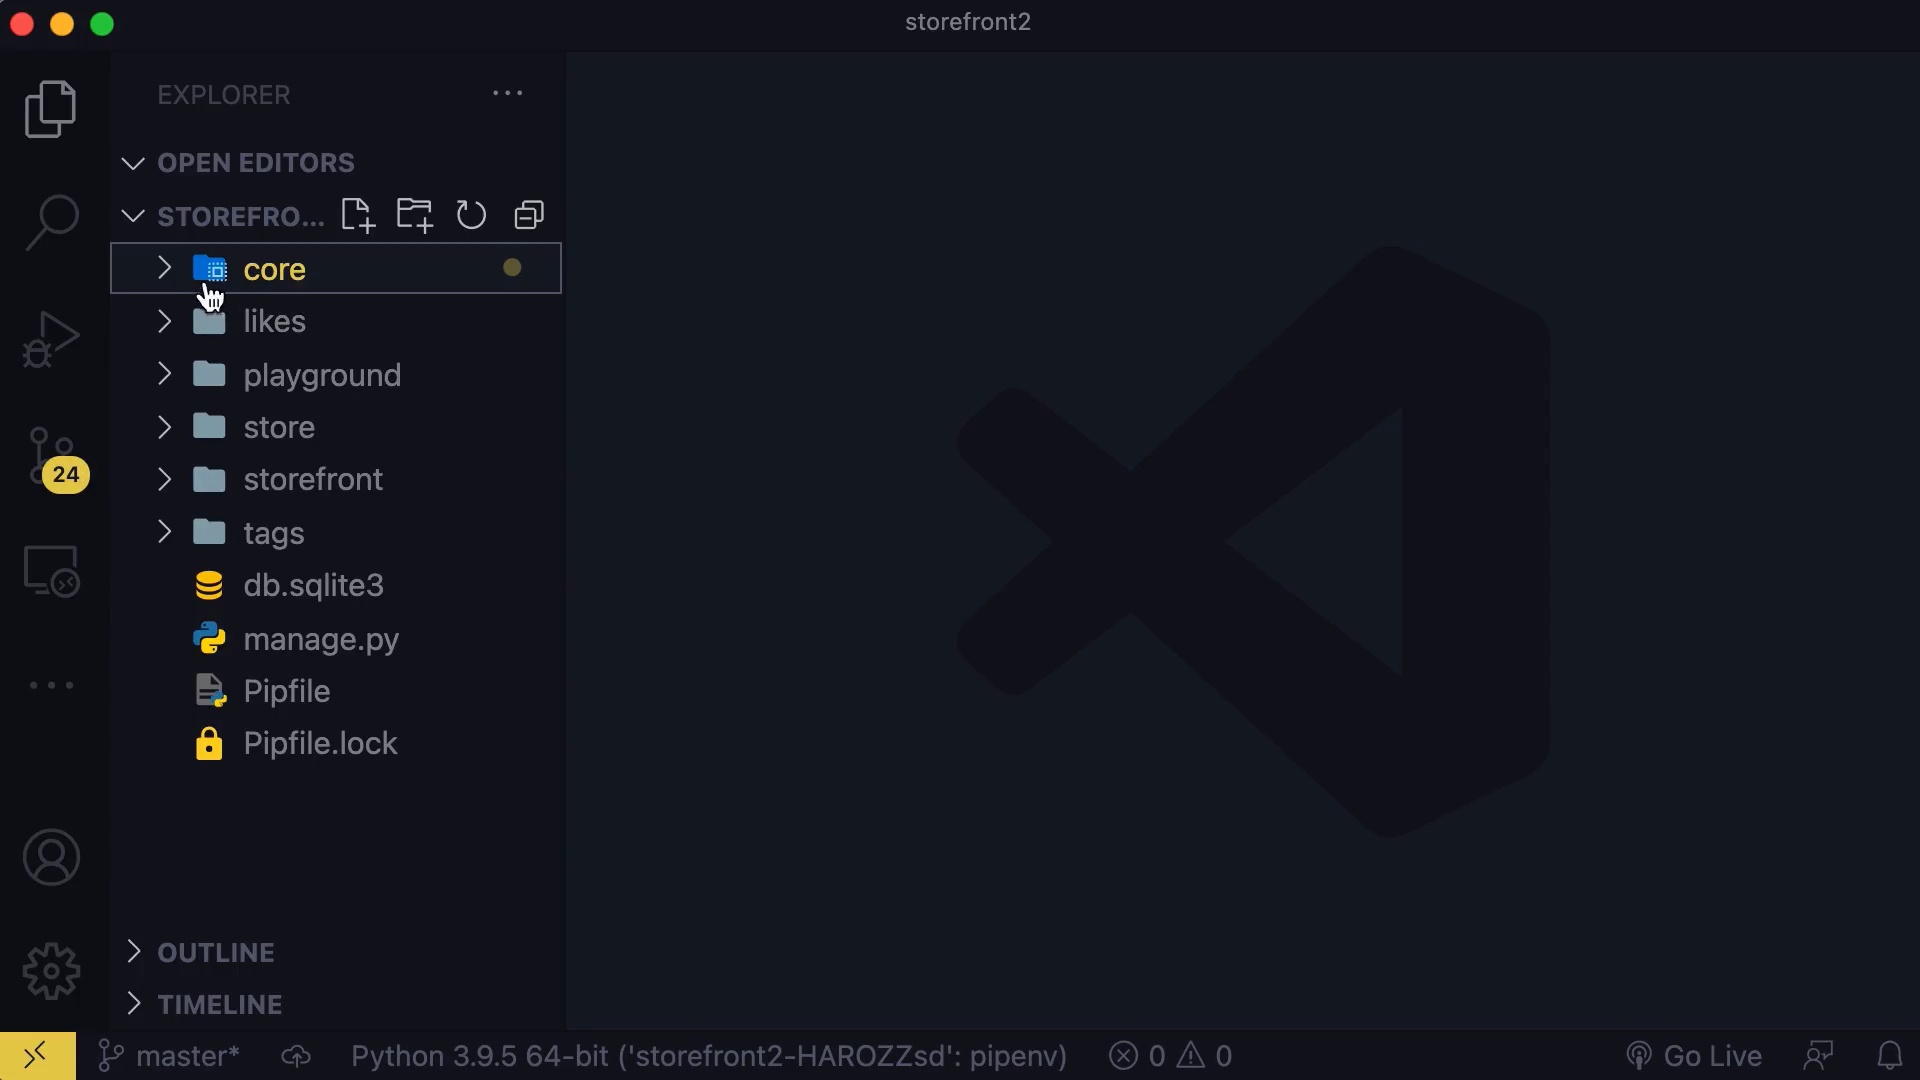 storefront2
EXPLORER
OPEN EDITORS
STOREFRO...
core
likes
playground
store
storefront
tags
db.sqlite3
manage.py
Pipfile
Pipfile.lock
24
OUTLINE
TIMELINE
master* Python 3.9.5 64-bit ('storefront2-HAROZZsd': pipenv) 0 0 Go Live